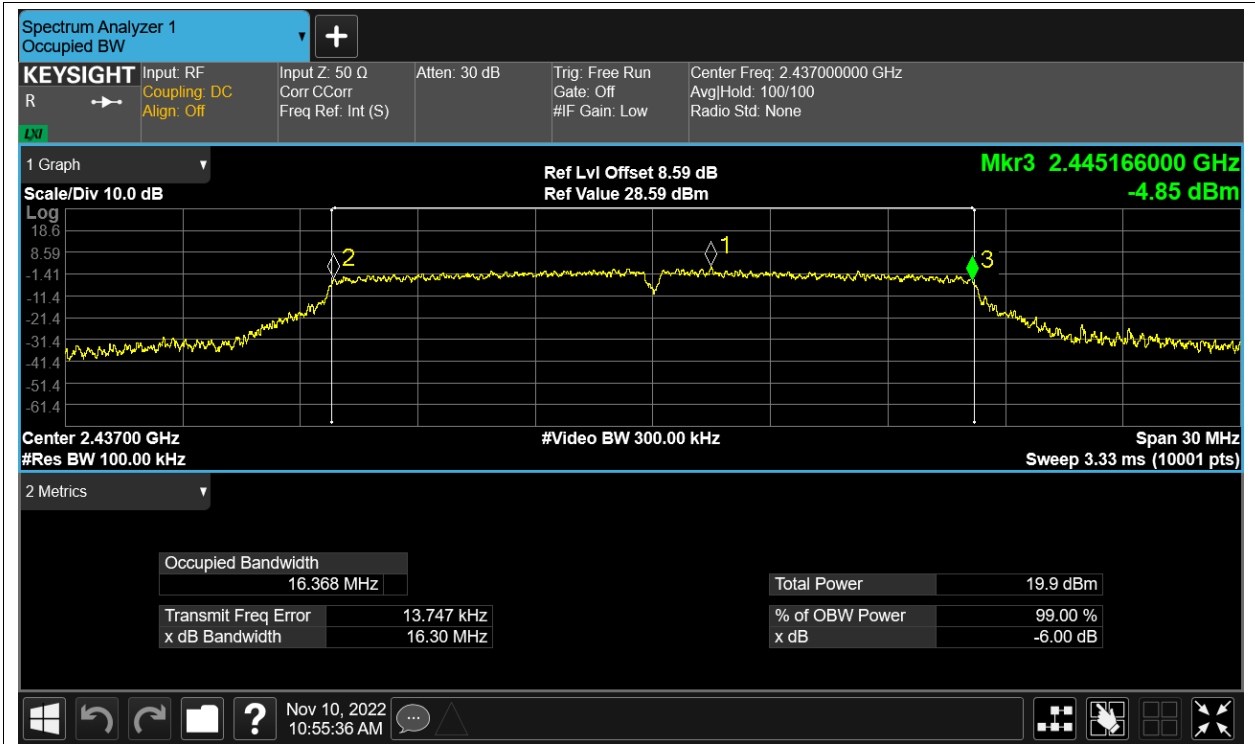 Spectrum Analyzer 1
Occupied BW
KEYSIGHT
R
LXI
Input: RF
Coupling: DC
Align: Off
Input Z: 50 Ω
Corr CCorr
Freq Ref: Int (S)
Atten: 30 dB
Trig: Free Run
Gate: Off
#IF Gain: Low
Center Freq: 2.437000000 GHz
Avg|Hold: 100/100
Radio Std: None
1 Graph
Scale/Div 10.0 dB
Ref Lvl Offset 8.59 dB
Ref Value 28.59 dBm
Mkr3 2.445166000 GHz
-4.85 dBm
Log
18.6
8.59
-1.41
-11.4
-21.4
-31.4
-41.4
-51.4
-61.4
2
1
3
Center 2.43700 GHz
#Res BW 100.00 kHz
#Video BW 300.00 kHz
Span 30 MHz
Sweep 3.33 ms (10001 pts)
2 Metrics
Occupied Bandwidth
16.368 MHz
Transmit Freq Error 13.747 kHz
x dB Bandwidth 16.30 MHz
Total Power 19.9 dBm
% of OBW Power 99.00 %
x dB -6.00 dB
?
Nov 10, 2022
10:55:36 AM